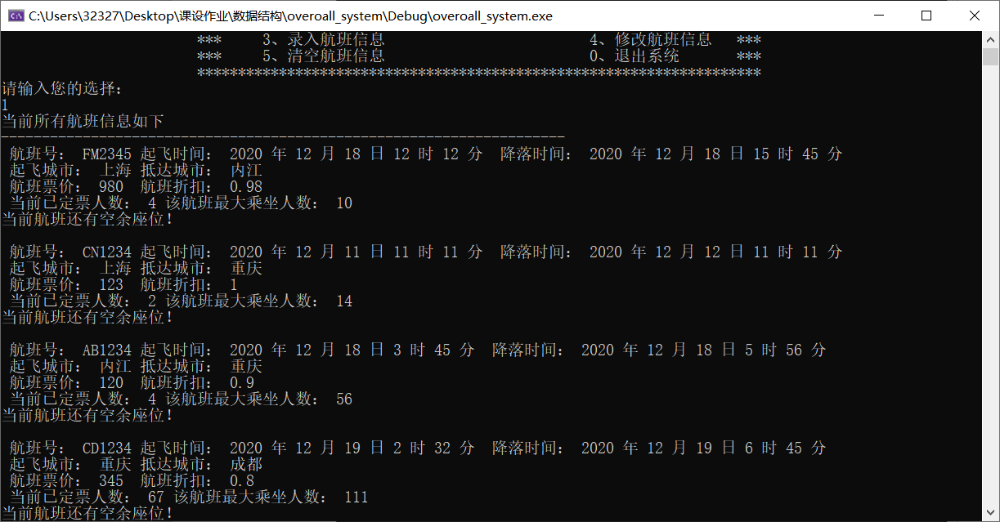 C:\Users\32327\Desktop\课设作业\数据结构\overoall_system\Debug\overoall_system.exe
*** 3、录入航班信息 4、修改航班信息 ***
*** 5、清空航班信息 0、退出系统 ***
*********************************************************************
请输入您的选择：
1
当前所有航班信息如下
---------------------------------------------------------------------
航班号： FM2345 起飞时间： 2020 年 12 月 18 日 12 时 12 分 降落时间： 2020 年 12 月 18 日 15 时 45 分
起飞城市： 上海 抵达城市： 内江
航班票价： 980 航班折扣： 0.98
当前已定票人数： 4 该航班最大乘坐人数： 10
当前航班还有空余座位！
航班号： CN1234 起飞时间： 2020 年 12 月 11 日 11 时 11 分 降落时间： 2020 年 12 月 12 日 11 时 11 分
起飞城市： 上海 抵达城市： 重庆
航班票价： 123 航班折扣： 1
当前已定票人数： 2 该航班最大乘坐人数： 14
当前航班还有空余座位！
航班号： AB1234 起飞时间： 2020 年 12 月 18 日 3 时 45 分 降落时间： 2020 年 12 月 18 日 5 时 56 分
起飞城市： 内江 抵达城市： 重庆
航班票价： 120 航班折扣： 0.9
当前已定票人数： 4 该航班最大乘坐人数： 56
当前航班还有空余座位！
航班号： CD1234 起飞时间： 2020 年 12 月 19 日 2 时 32 分 降落时间： 2020 年 12 月 19 日 6 时 45 分
起飞城市： 重庆 抵达城市： 成都
航班票价： 345 航班折扣： 0.8
当前已定票人数： 67 该航班最大乘坐人数： 111
当前航班还有空余座位！